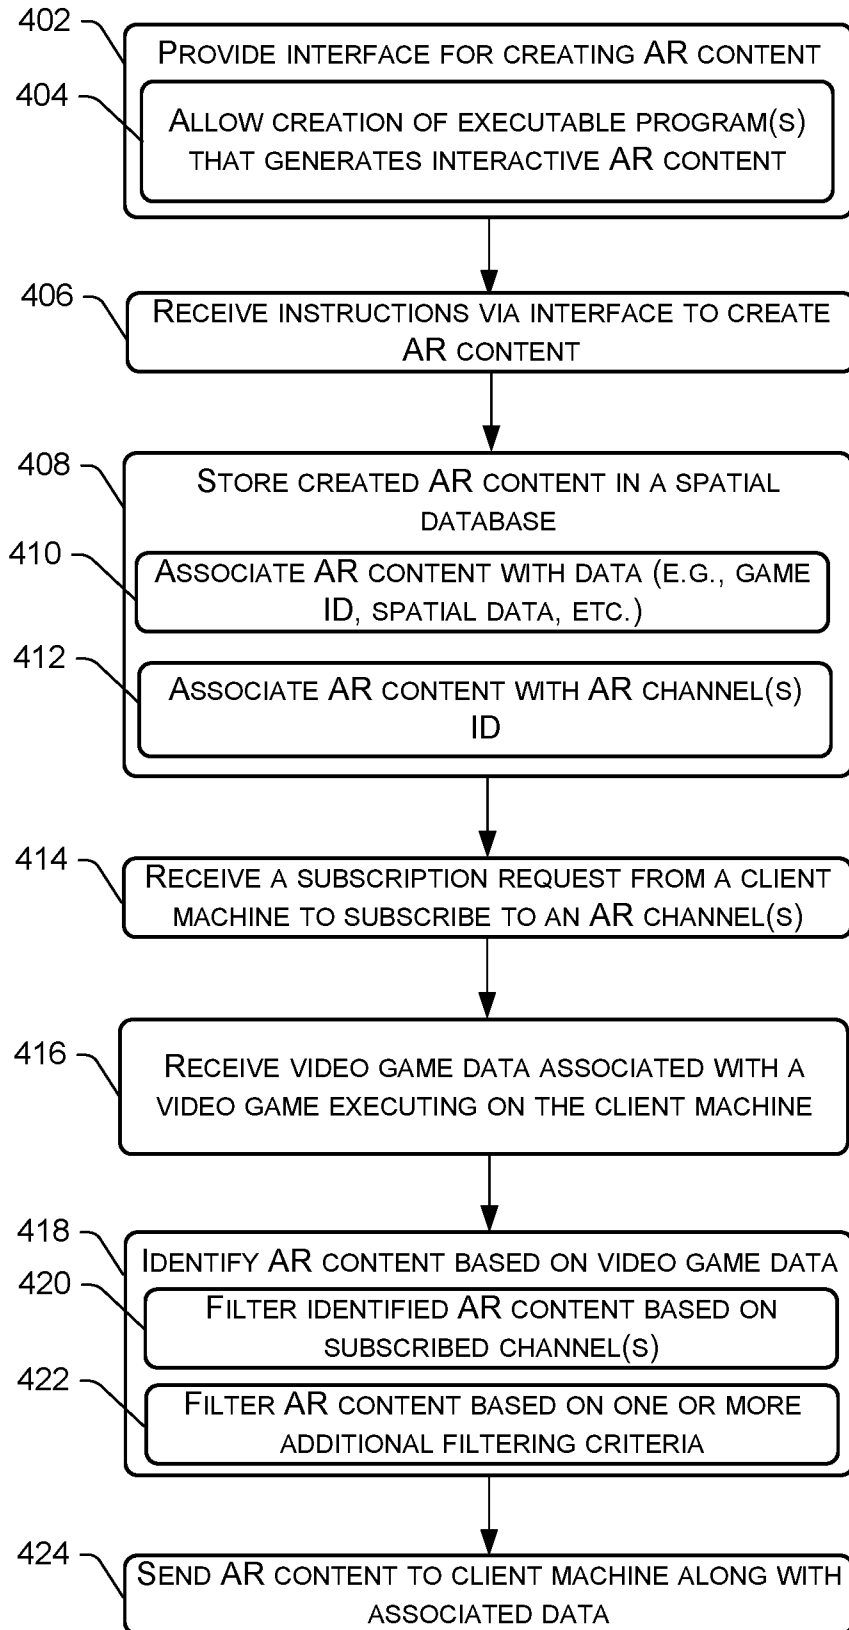 402
PROVIDE INTERFACE FOR CREATING AR CONTENT
404
ALLOW CREATION OF EXECUTABLE PROGRAM(S)
THAT GENERATES INTERACTIVE AR CONTENT
406
RECEIVE INSTRUCTIONS VIA INTERFACE TO CREATE
AR CONTENT
408
STORE CREATED AR CONTENT IN A SPATIAL
DATABASE
410
ASSOCIATE AR CONTENT WITH DATA (E.G., GAME
ID, SPATIAL DATA, ETC.)
412
ASSOCIATE AR CONTENT WITH AR CHANNEL(S)
ID
414
RECEIVE A SUBSCRIPTION REQUEST FROM A CLIENT
MACHINE TO SUBSCRIBE TO AN AR CHANNEL(S)
416
RECEIVE VIDEO GAME DATA ASSOCIATED WITH A
VIDEO GAME EXECUTING ON THE CLIENT MACHINE
418
IDENTIFY AR CONTENT BASED ON VIDEO GAME DATA
420
FILTER IDENTIFIED AR CONTENT BASED ON
SUBSCRIBED CHANNEL(S)
422
FILTER AR CONTENT BASED ON ONE OR MORE
ADDITIONAL FILTERING CRITERIA
424
SEND AR CONTENT TO CLIENT MACHINE ALONG WITH
ASSOCIATED DATA